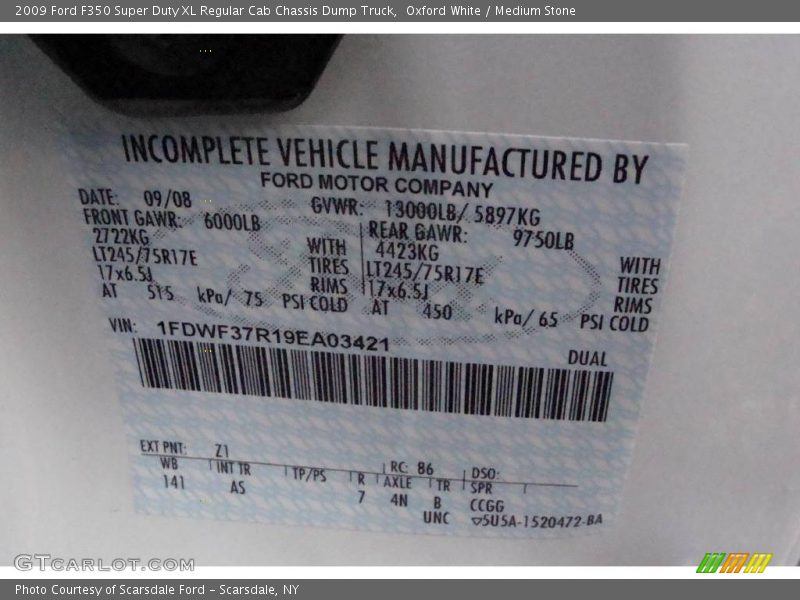 2009 Ford F350 Super Duty XL Regular Cab Chassis Dump Truck,  Oxford White / Medium Stone
INCOMPLETE VEHICLE MANUFACTURED BY
FORD MOTOR COMPANY
DATE: 09/08 GVWR: 13000LB/ 5897KG
FRONT GAWR: 6000LB REAR GAWR: 9750LB
2722KG WITH 4423KG WITH
LT245/75R17E TIRES LT245/75R17E TIRES
17x6.5J RIMS 17x6.5J RIMS
AT 515 kPa/ 75 PSI COLD AT 450 kPa/ 65 PSI COLD
VIN: 1FDWF37R19EA03421
DUAL
EXT PNT: Z1 RC: 86 DSO:
WB INT TR TP/PS R AXLE TR SPR
141 AS 7 4N B CCGG
UNC ▽5U5A-1520472-BA
GTCARLOT.COM
Photo Courtesy of Scarsdale Ford - Scarsdale, NY